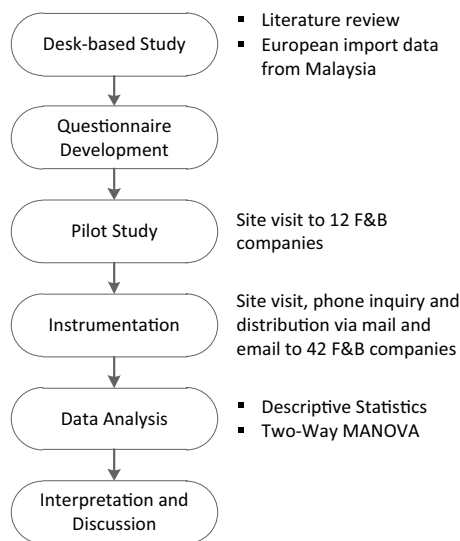 Desk-based Study
▪ Literature review
▪ European import data
from Malaysia
Questionnaire
Development
Pilot Study
Site visit to 12 F&B
companies
Instrumentation
Site visit, phone inquiry and
distribution via mail and
email to 42 F&B companies
Data Analysis
▪ Descriptive Statistics
▪ Two-Way MANOVA
Interpretation and
Discussion